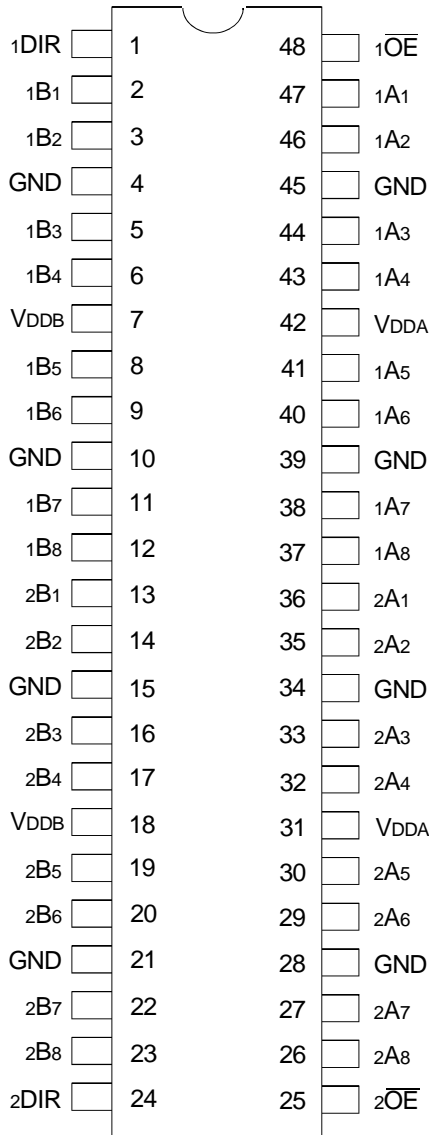 1DIR 1 48 1O̅E̅
1B1 2 47 1A1
1B2 3 46 1A2
GND 4 45 GND
1B3 5 44 1A3
1B4 6 43 1A4
VDDB 7 42 VDDA
1B5 8 41 1A5
1B6 9 40 1A6
GND 10 39 GND
1B7 11 38 1A7
1B8 12 37 1A8
2B1 13 36 2A1
2B2 14 35 2A2
GND 15 34 GND
2B3 16 33 2A3
2B4 17 32 2A4
VDDB 18 31 VDDA
2B5 19 30 2A5
2B6 20 29 2A6
GND 21 28 GND
2B7 22 27 2A7
2B8 23 26 2A8
2DIR 24 25 2O̅E̅